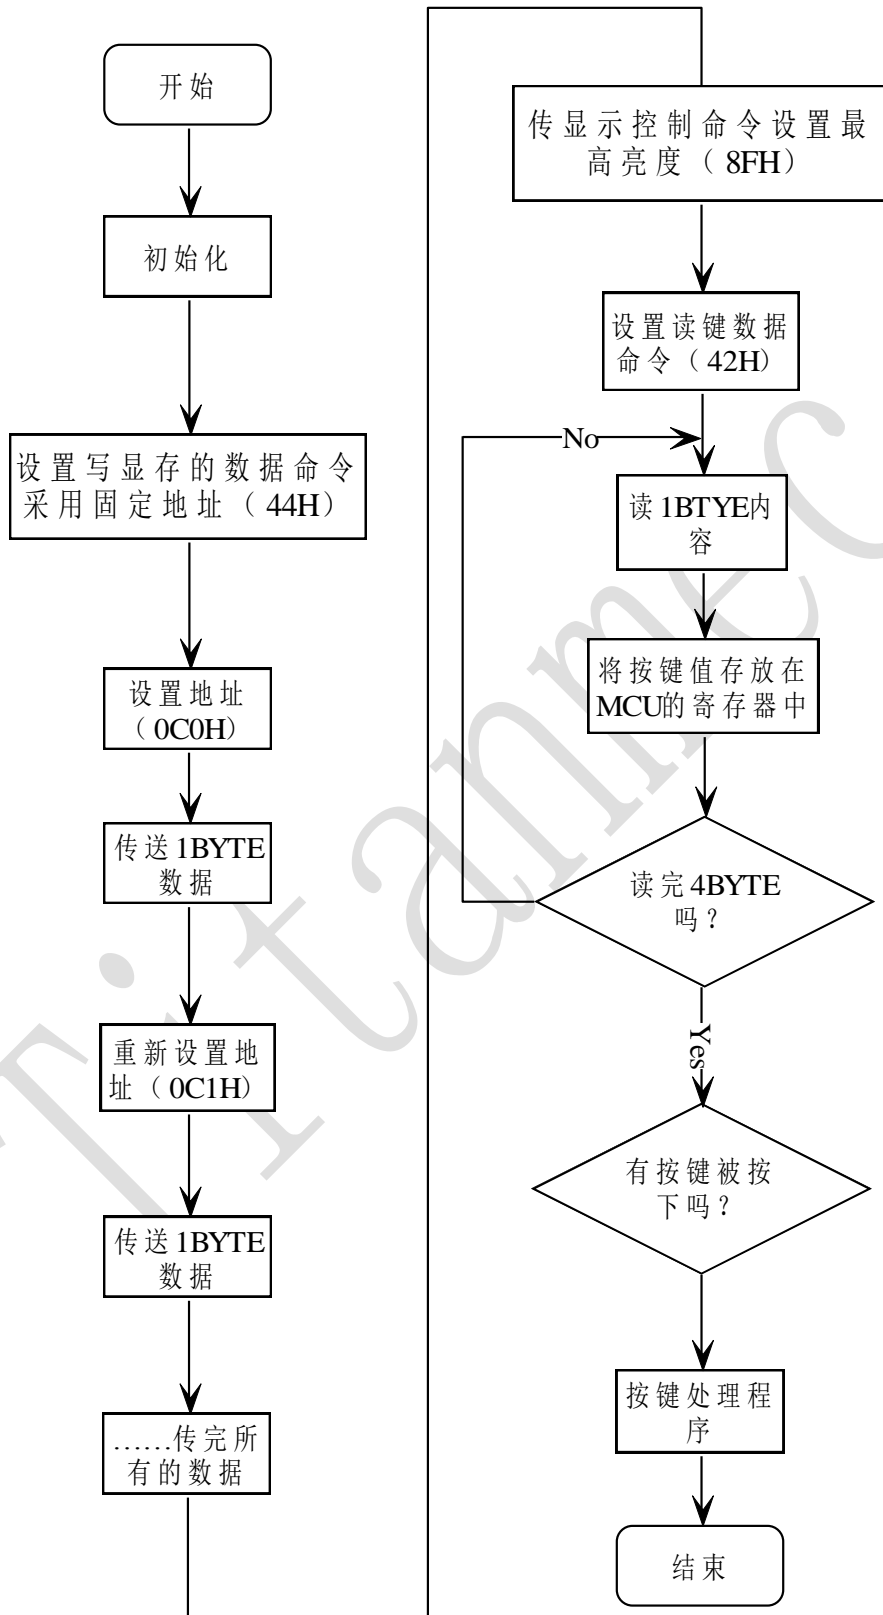 开始
初始化
设置写显存的数据命令
采用固定地址（44H）
设置地址
（0C0H）
传送1BYTE
数据
重新设置地
址（0C1H）
传送1BYTE
数据
......传完所
有的数据
传显示控制命令设置最
高亮度（8FH）
设置读键数据
命令（42H）
No
读1BTYE内
容
将按键值存放在
MCU的寄存器中
读完4BYTE
吗？
Yes
有按键被按
下吗？
按键处理程
序
结束
Titanmec